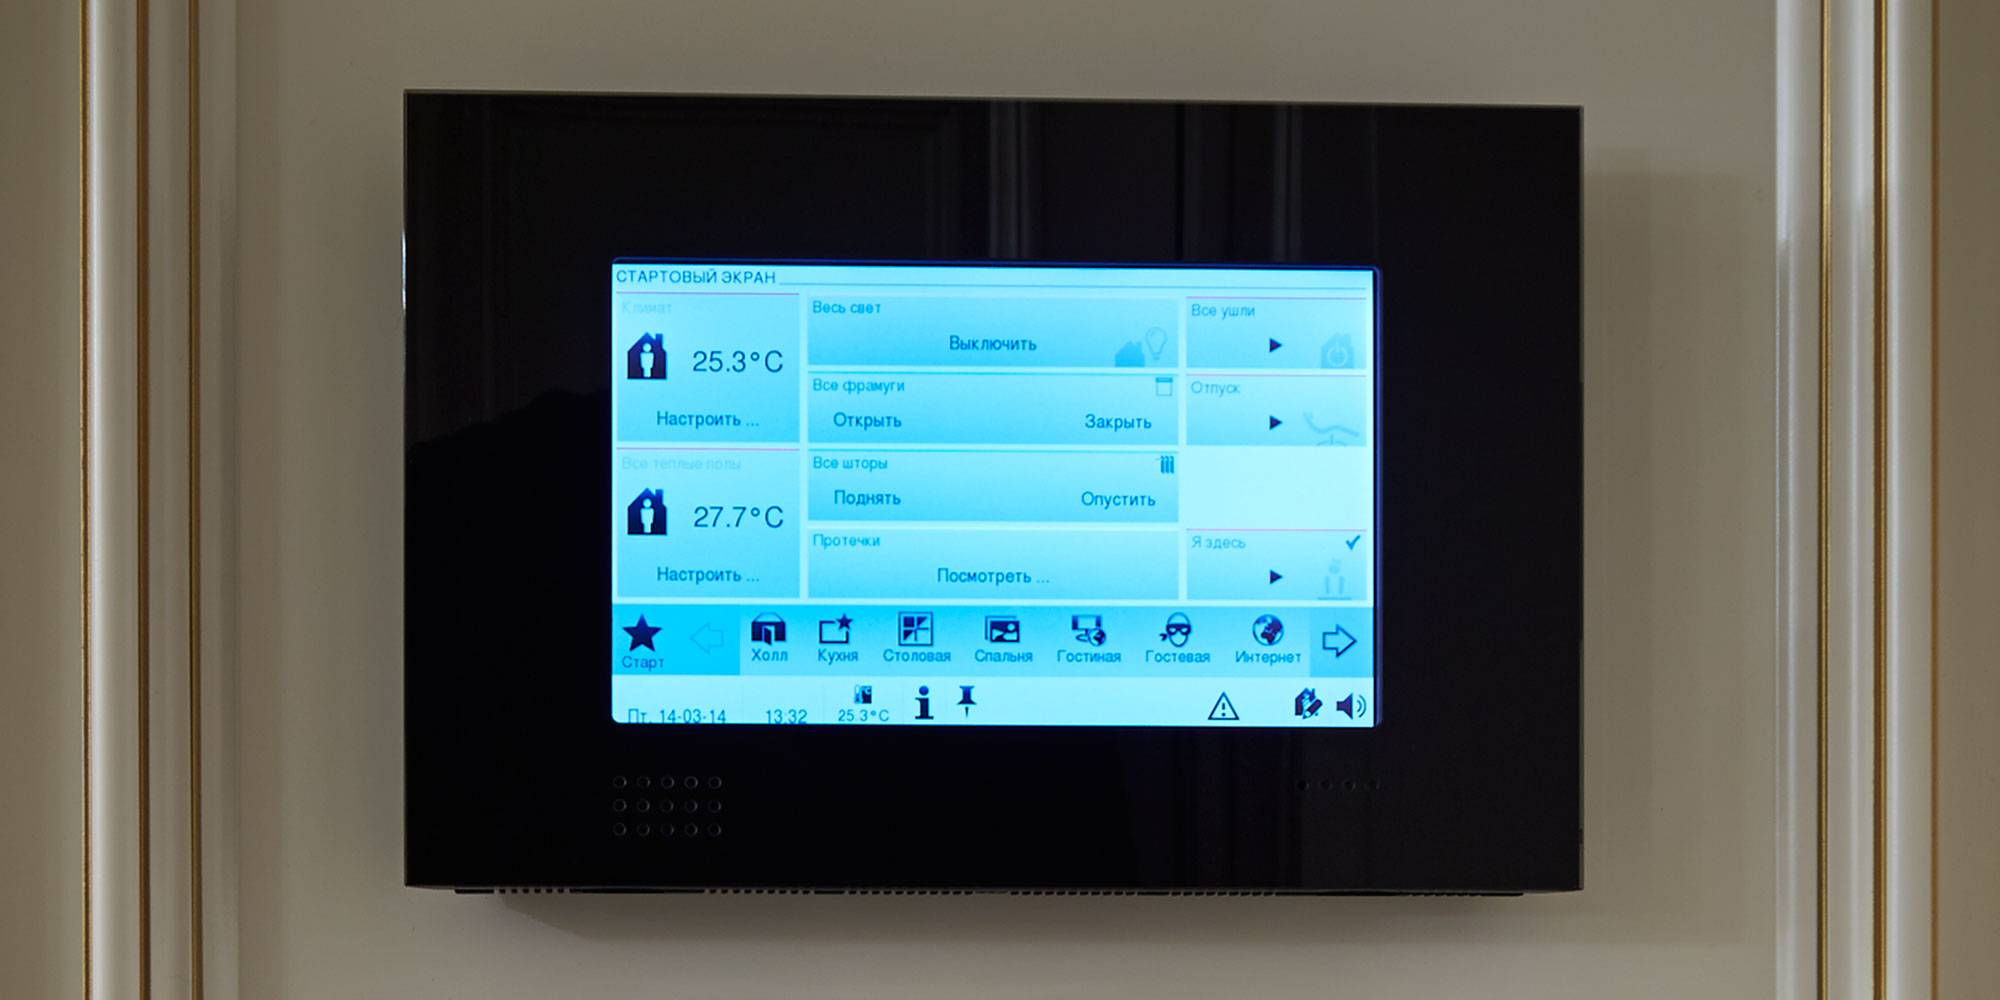 СТАРТОВЫЙ ЭКРАН
Климат
25.3°C
Настроить ...
Все теплые полы
27.7°C
Настроить ...
Весь свет
Выключить
Все фрамуги
Открыть Закрыть
Все шторы
Поднять Опустить
Протечки
Посмотреть ...
Все ушли
Отпуск
Я здесь
Старт Холл Кухня Столовая Спальня Гостиная Гостевая Интернет
Пт. 14-03-14 13:32 25.3°C